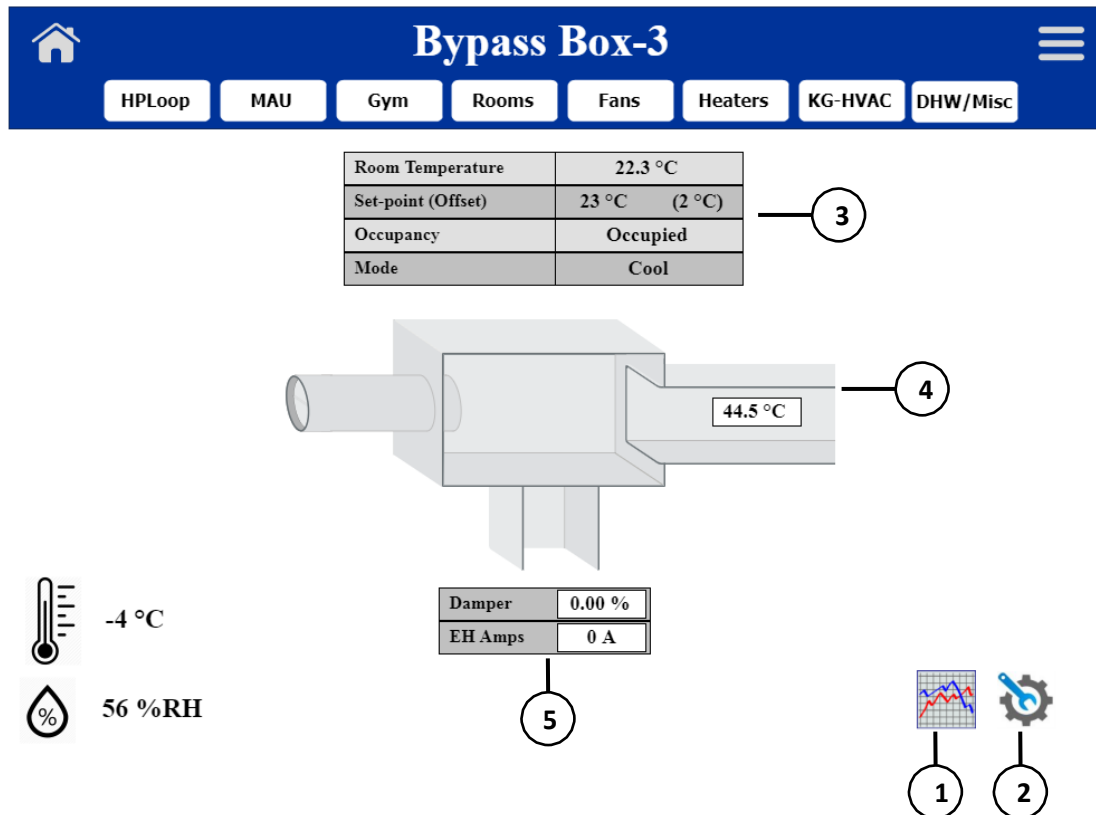 Bypass Box-3
HPLoop MAU Gym Rooms Fans Heaters KG-HVAC DHW/Misc
Room Temperature 22.3 °C
Set-point (Offset) 23 °C (2 °C)
Occupancy Occupied
Mode Cool
3
4
44.5 °C
Damper 0.00 %
EH Amps 0 A
-4 °C
%
56 %RH
5
1 2